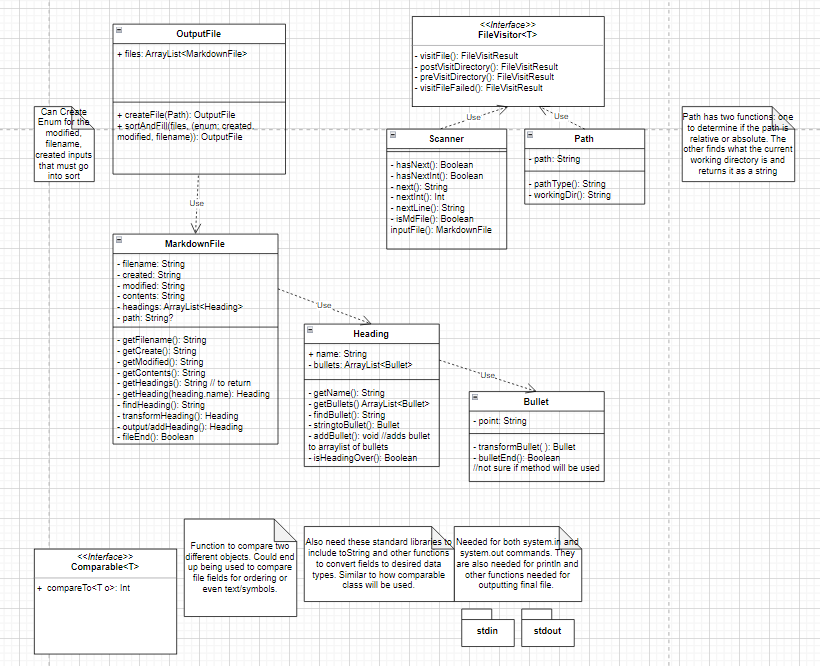 OutputFile
+ files: ArrayList<MarkdownFile>
+ createFile(Path): OutputFile
+ sortAndFill(files, (enum; created,
modified, filename)): OutputFile
<<Interface>>
FileVisitor<T>
- visitFile(): FileVisitResult
- postVisitDirectory(): FileVisitResult
- preVisitDirectory(): FileVisitResult
- visitFileFailed(): FileVisitResult
Can Create
Enum for the
modified,
filename,
created inputs
that must go
into sort
Use
Use
Scanner
- hasNext(): Boolean
- hasNextInt(): Boolean
- next(): String
- nextInt(): Int
- nextLine(): String
- isMdFile(): Boolean
inputFile(): MarkdownFile
Path
- path: String
- pathType(): String
- workingDir(): String
Path has two functions: one
to determine if the path is
relative or absolute. The
other finds what the current
working directory is and
returns it as a string
Use
MarkdownFile
- filename: String
- created: String
- modified: String
- contents: String
- headings: ArrayList<Heading>
- path: String?
- getFilename(): String
- getCreate(): String
- getModified(): String
- getContents(): String
- getHeadings(): String // to return
- getHeading(heading.name): Heading
- findHeading(): String
- transformHeading(): Heading
- output/addHeading(): Heading
- fileEnd(): Boolean
Use
Heading
+ name: String
- bullets: ArrayList<Bullet>
- getName(): String
- getBullets() ArrayList<Bullet>
- findBullet(): String
- stringtoBullet(): Bullet
- addBullet(): void //adds bullet
to arraylist of bullets
- isHeadingOver(): Boolean
Use
Bullet
- point: String
- transformBullet( ): Bullet
- bulletEnd(): Boolean
//not sure if method will be used
<<Interface>>
Comparable<T>
+ compareTo<T o>: Int
Function to compare two
different objects. Could end
up being used to compare
file fields for ordering or
even text/symbols.
Also need these standard libraries to
include toString and other functions
to convert fields to desired data
types. Similar to how comparable
class will be used.
Needed for both system.in and
system.out commands. They
are also needed for println and
other functions needed for
outputting final file.
stdin
stdout